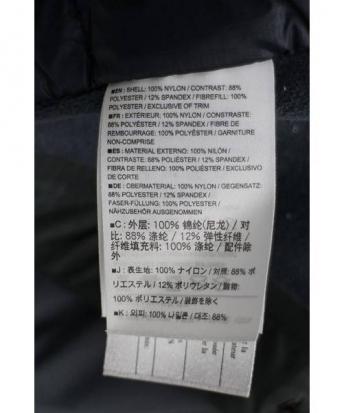 ■EN: SHELL: 100% NYLON / CONTRAST: 88%
POLYESTER / 12% SPANDEX / FIBREFILL: 100%
POLYESTER / EXCLUSIVE OF TRIM
■FR: EXTÉRIEUR: 100% NYLON / CONTRASTE:
88% POLYESTER / 12% SPANDEX / FIBRE DE
REMBOURRAGE: 100% POLYESTER / GARNITURE
NON-COMPRISE
■ES: MATERIAL EXTERNO: 100% NILÓN /
CONTRASTE: 88% POLIÉSTER / 12% SPANDEX /
FIBRA DE RELLENO: 100% POLIÉSTER / EXCLUSIVO
DE CORTE
■DE: OBERMATERIAL: 100% NYLON / GEGENSATZ:
88% POLYESTER / 12% SPANDEX /
FASER-FÜLLUNG: 100% POLYESTER /
NÄHZUBEHÖR AUSGENOMMEN
■C: 外层: 100% 锦纶(尼龙) / 对
比: 88% 涤纶 / 12% 弹性纤维 /
纤维填充料: 100% 涤纶 / 配件除
外
■J: 表生地: 100% ナイロン / 対照: 88% ポ
リエステル / 12% ポリウレタン /
100% ポリエステル / 装飾を除く
■K: 외피: 100% 나일론 / 대조: 88%